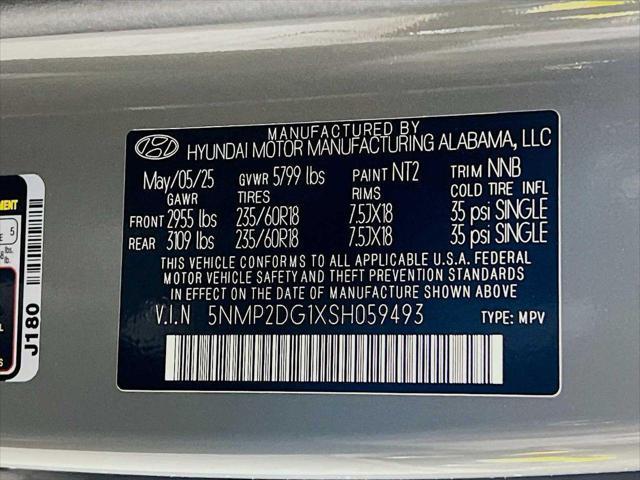 MANUFACTURED BY
HYUNDAI MOTOR MANUFACTURING ALABAMA, LLC
May/05/25 GVWR 5799 lbs PAINT NT2 TRIM NNB
GAWR TIRES RIMS COLD TIRE INFL
FRONT 2955 lbs 235/60R18 7.5JX18 35 psi SINGLE
REAR 3109 lbs 235/60R18 7.5JX18 35 psi SINGLE
THIS VEHICLE CONFORMS TO ALL APPLICABLE U.S.A. FEDERAL
MOTOR VEHICLE SAFETY AND THEFT PREVENTION STANDARDS
IN EFFECT ON THE DATE OF MANUFACTURE SHOWN ABOVE.
V.I.N 5NMP2DG1XSH059493 TYPE: MPV
J180
5